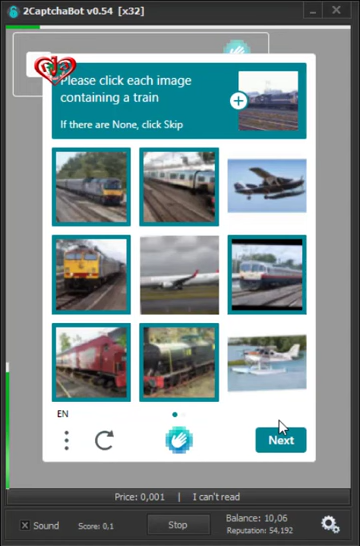 2CaptchaBot v0.54 [x32]
Please click each image
containing a train
If there are None, click Skip
EN
Next
Price: 0,001 | I can't read
Sound
Score: 0,1
Stop
Balance: 10,06
Reputation: 54,192